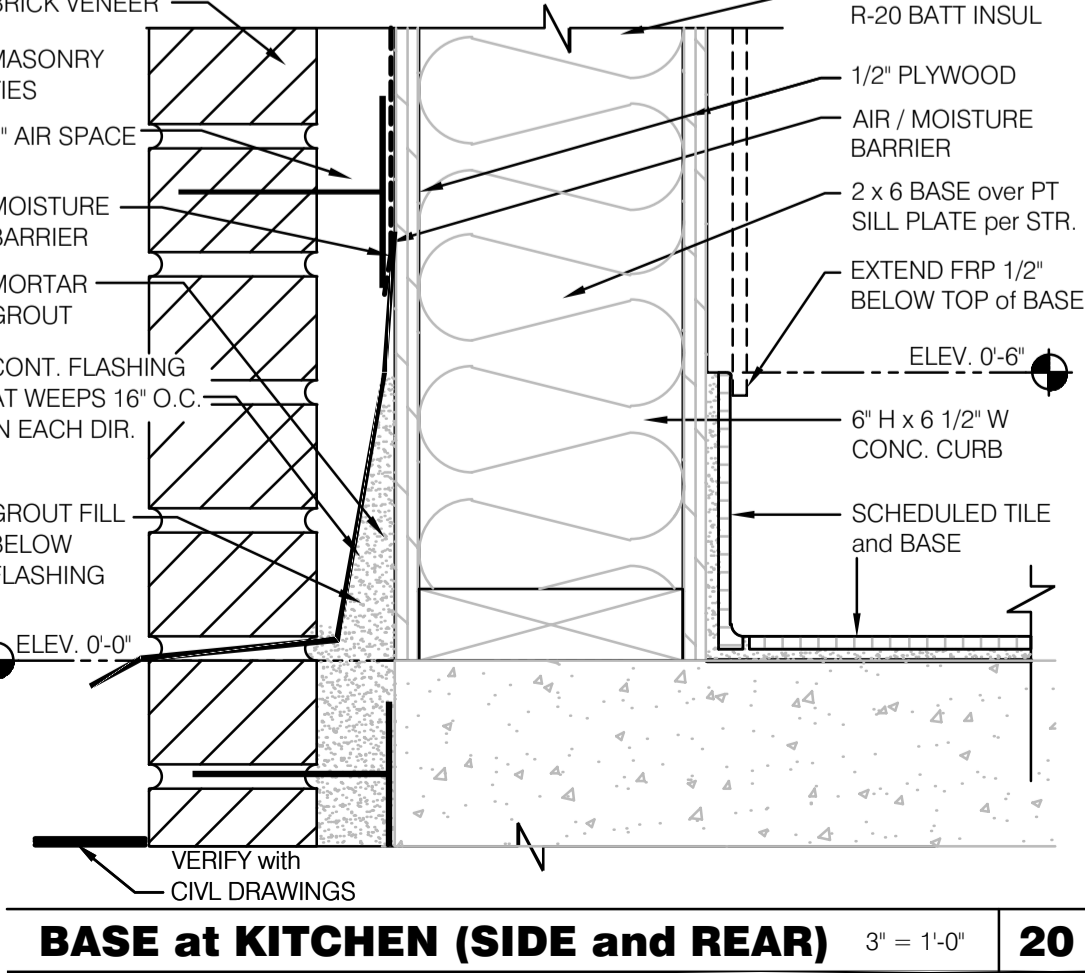 BRICK VENEER
MASONRY
TIES
" AIR SPACE
MOISTURE
BARRIER
MORTAR
GROUT
CONT. FLASHING
AT WEEPS 16" O.C.
IN EACH DIR.
GROUT FILL
BELOW
FLASHING
ELEV. 0'-0"
VERIFY with
CIVL DRAWINGS
R-20 BATT INSUL
1/2" PLYWOOD
AIR / MOISTURE
BARRIER
2 x 6 BASE over PT
SILL PLATE per STR.
EXTEND FRP 1/2"
BELOW TOP of BASE
ELEV. 0'-6"
6" H x 6 1/2" W
CONC. CURB
SCHEDULED TILE
and BASE
BASE at KITCHEN (SIDE and REAR) 3" = 1'-0" 20